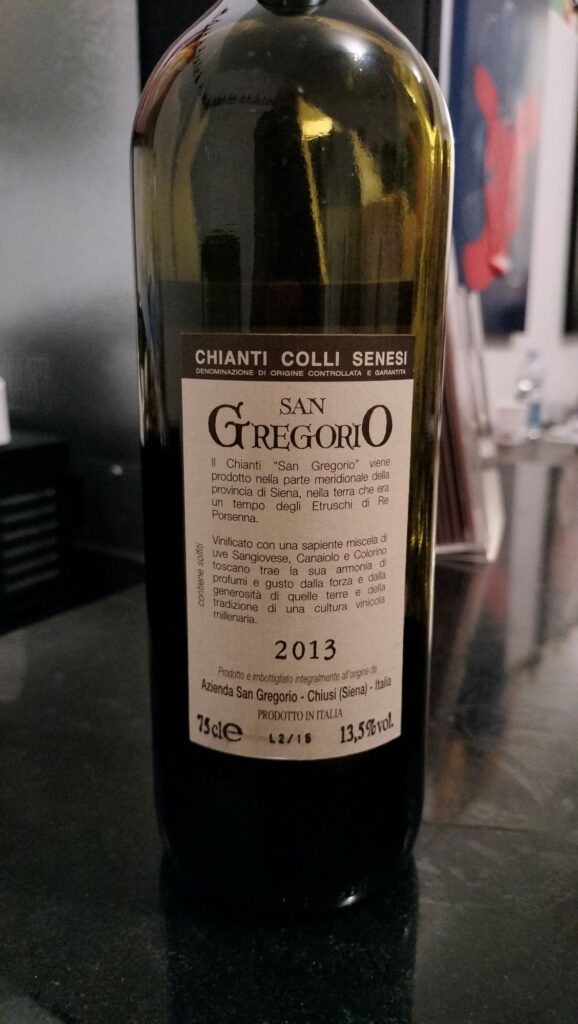 CHIANTI COLLI SENESI
DENOMINAZIONE DI ORIGINE CONTROLLATA E GARANTITA
SAN
GREGORIO
Il Chianti "San Gregorio" viene
prodotto nella parte meridionale della
provincia di Siena, nella terra che era
un tempo degli Etruschi di Re
Porsenna.
Vinificato con una sapiente miscela di
uve Sangiovese, Canaiolo e Colorino
toscano trae la sua armonia di
profumi e gusto dalla forza e dalla
generosità di quelle terre e della
tradizione di una cultura vinicola
millenaria.
contiene solfiti
2013
Prodotto e imbottigliato integralmente all'origine da
Azienda San Gregorio - Chiusi (Siena) - Italia
PRODOTTO IN ITALIA
75cl e L2/15 13,5%vol.